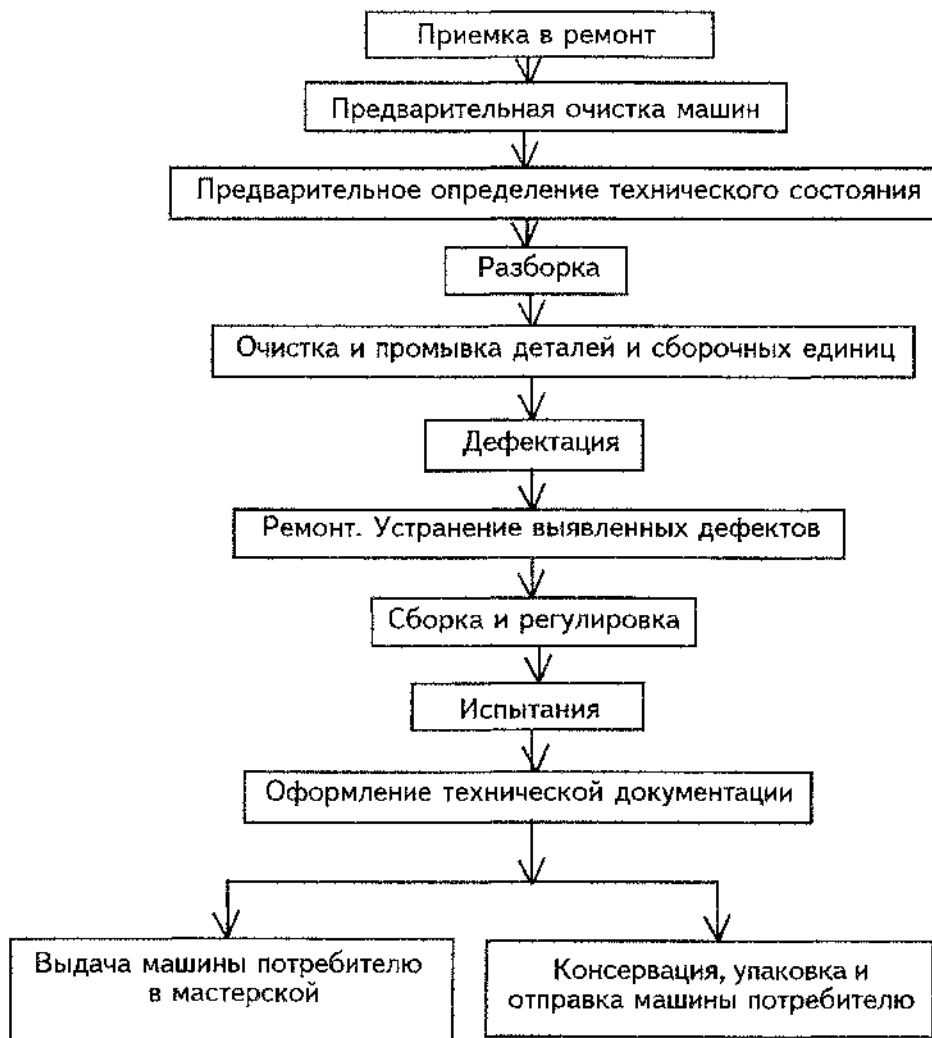 Приемка в ремонт
Предварительная очистка машин
Предварительное определение технического состояния
Разборка
Очистка и промывка деталей и сборочных единиц
Дефектация
Ремонт. Устранение выявленных дефектов
Сборка и регулировка
Испытания
Оформление технической документации
Выдача машины потребителю
в мастерской
Консервация, упаковка и
отправка машины потребителю